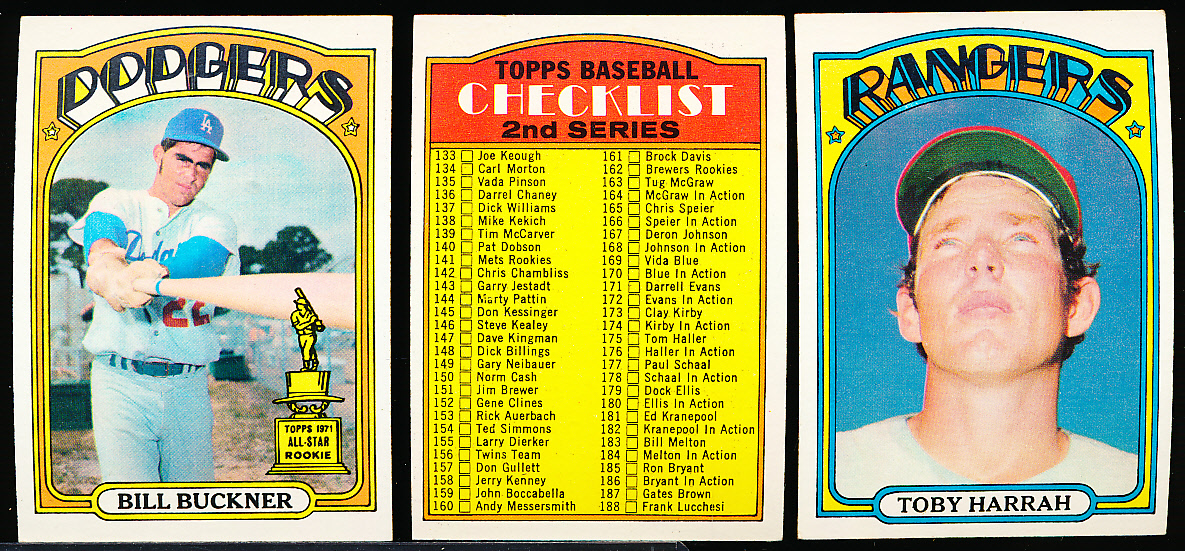 DODGERS
LA
Dodg
22
TOPPS 1971
ALL-STAR
ROOKIE
BILL BUCKNER
TOPPS BASEBALL
CHECKLIST
2nd SERIES
133 Joe Keough
134 Carl Morton
135 Vada Pinson
136 Darrel Chaney
137 Dick Williams
138 Mike Kekich
139 Tim McCarver
140 Pat Dobson
141 Mets Rookies
142 Chris Chambliss
143 Garry Jestadt
144 Marty Pattin
145 Don Kessinger
146 Steve Kealey
147 Dave Kingman
148 Dick Billings
149 Gary Neibauer
150 Norm Cash
151 Jim Brewer
152 Gene Clines
153 Rick Auerbach
154 Ted Simmons
155 Larry Dierker
156 Twins Team
157 Don Gullett
158 Jerry Kenney
159 John Boccabella
160 Andy Messersmith
161 Brock Davis
162 Brewers Rookies
163 Tug McGraw
164 McGraw In Action
165 Chris Speier
166 Speier In Action
167 Deron Johnson
168 Johnson In Action
169 Vida Blue
170 Blue In Action
171 Darrell Evans
172 Evans In Action
173 Clay Kirby
174 Kirby In Action
175 Tom Haller
176 Haller In Action
177 Paul Schaal
178 Schaal In Action
179 Dock Ellis
180 Ellis In Action
181 Ed Kranepool
182 Kranepool In Action
183 Bill Melton
184 Melton In Action
185 Ron Bryant
186 Bryant In Action
187 Gates Brown
188 Frank Lucchesi
RANGERS
TOBY HARRAH